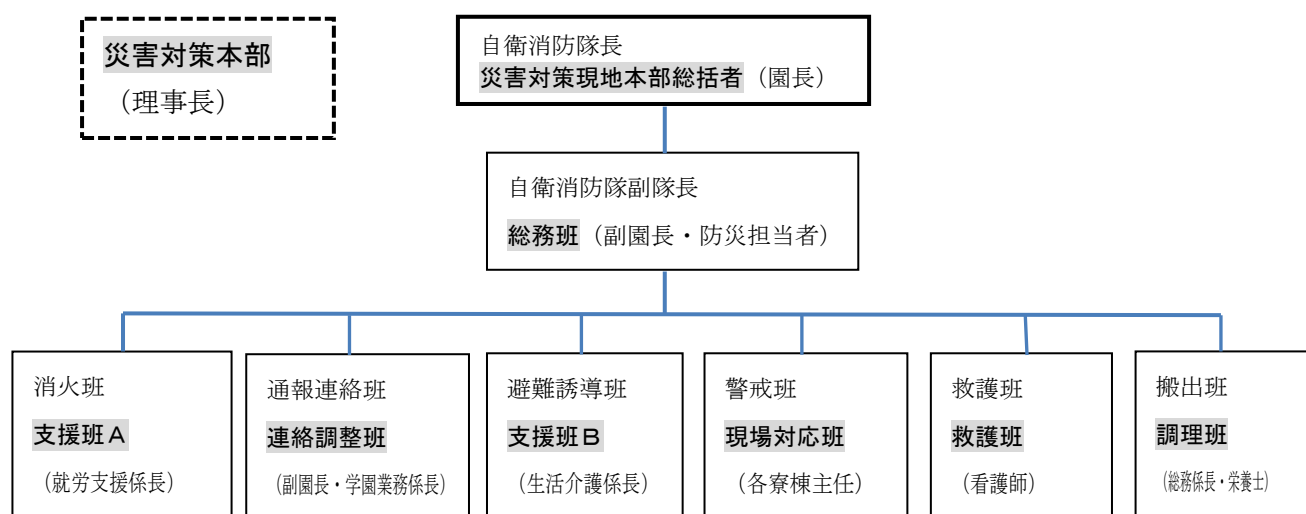 災害対策本部
（理事長）
自衛消防隊長
災害対策現地本部総括者（園長）
自衛消防隊副隊長
総務班（副園長・防災担当者）
消火班
支援班Ａ
（就労支援係長）
通報連絡班
連絡調整班
（副園長・学園業務係長）
避難誘導班
支援班Ｂ
（生活介護係長）
警戒班
現場対応班
（各寮棟主任）
救護班
救護班
（看護師）
搬出班
調理班
（総務係長・栄養士）